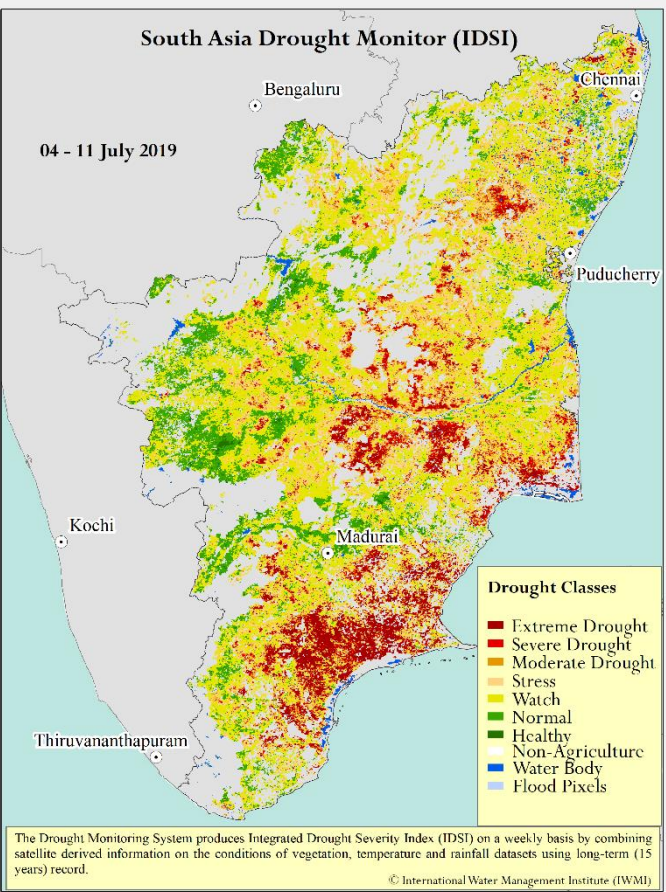 South Asia Drought Monitor (IDSI)
Chennai
Bengaluru
04 - 11 July 2019
Puducherry
Kochi
Madurai
Drought Classes
Extreme Drought
Severe Drought
Moderate Drought
Stress
Watch
Normal
Healthy
Non-Agriculture
Water Body
Flood Pixels
Thiruvananthapuram
The Drought Monitoring System produces Integrated Drought Severity Index (IDSI) on a weekly basis by combining
satellite derived information on the conditions of vegetation, temperature and rainfall datasets using long-term (15
years) record.
© International Water Management Institute (IWMI)